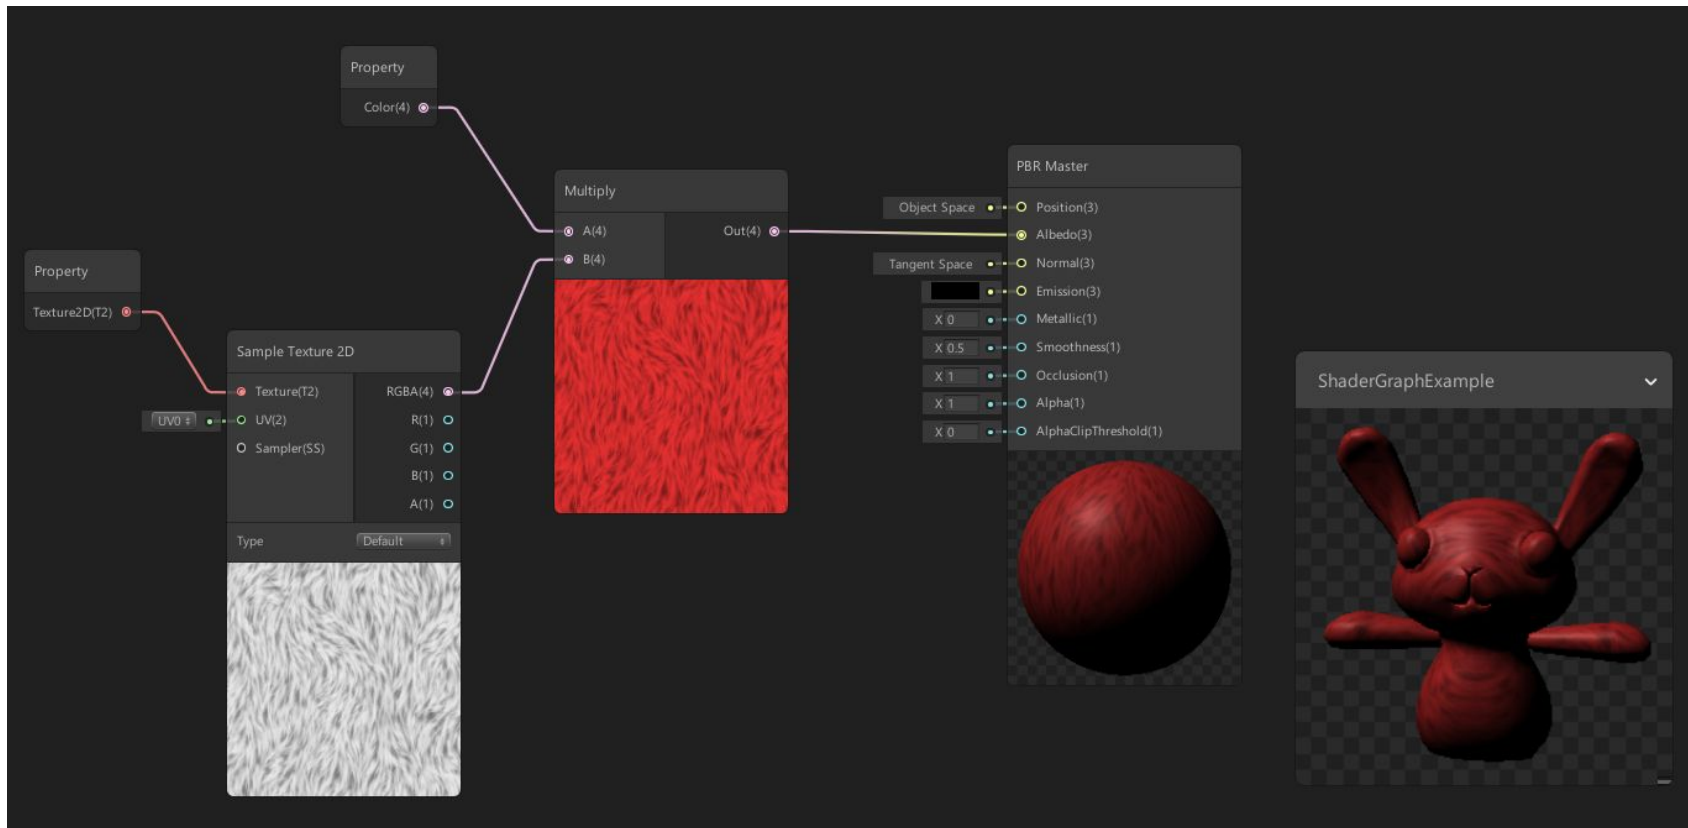 Property
Color(4)
Property
Texture2D(T2)
Sample Texture 2D
Texture(T2)
RGBA(4)
UV0
UV(2)
R(1)
Sampler(SS)
G(1)
B(1)
A(1)
Type
Default
Multiply
A(4)
Out(4)
B(4)
PBR Master
Object Space
Position(3)
Albedo(3)
Tangent Space
Normal(3)
Emission(3)
X 0
Metallic(1)
X 0.5
Smoothness(1)
X 1
Occlusion(1)
X 1
Alpha(1)
X 0
AlphaClipThreshold(1)
ShaderGraphExample